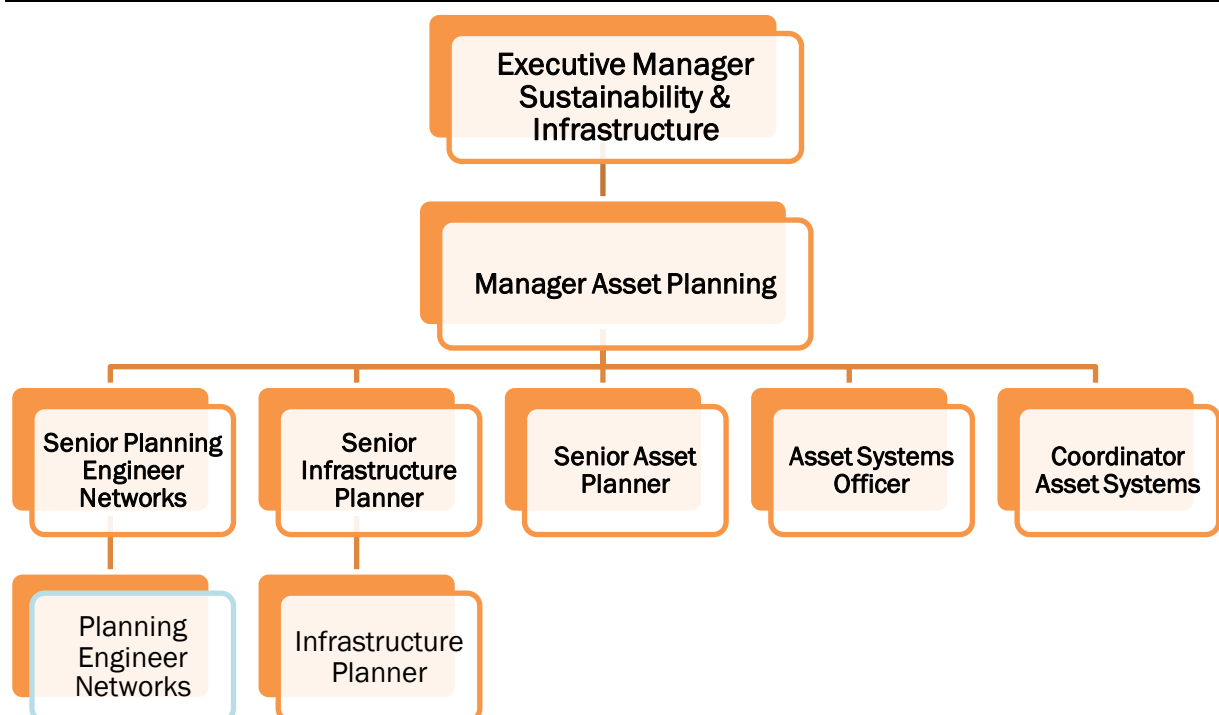 Executive Manager
Sustainability &
Infrastructure
Manager Asset Planning
Senior Planning
Engineer
Networks
Senior
Infrastructure
Planner
Senior Asset
Planner
Asset Systems
Officer
Coordinator
Asset Systems
Planning
Engineer
Networks
Infrastructure
Planner